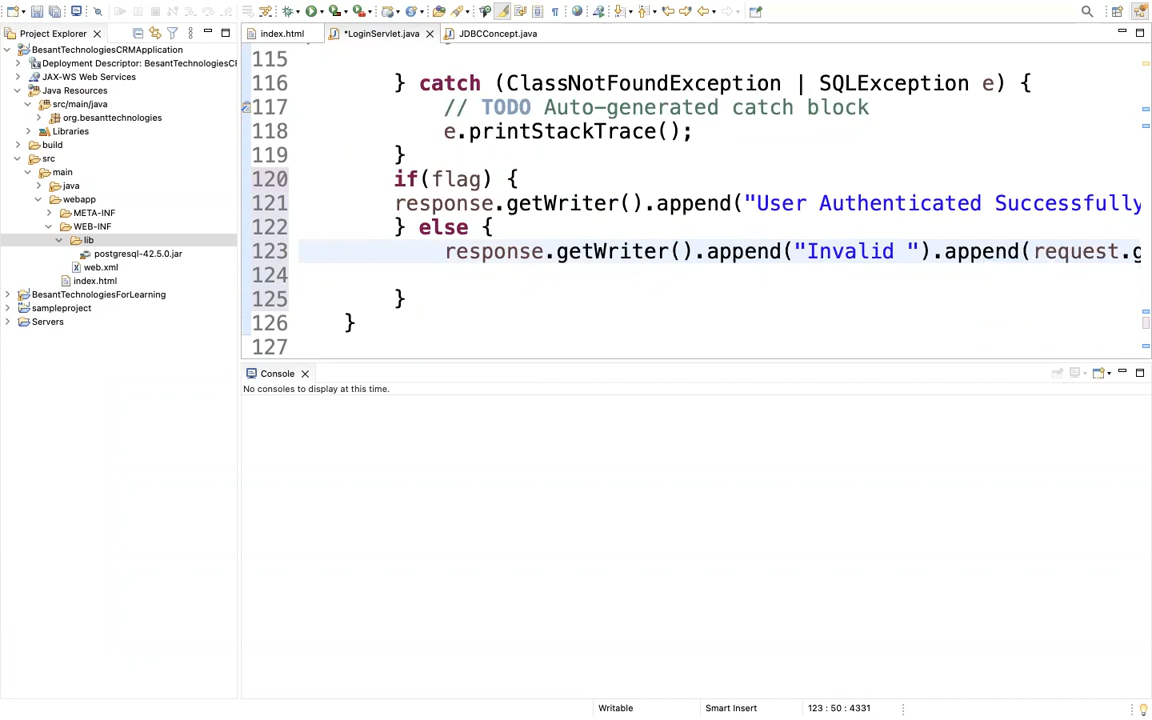 Project Explorer
BesantTechnologiesCRMApplication
Deployment Descriptor: BesantTechnologiesCF
JAX-WS Web Services
Java Resources
src/main/java
org.besanttechnologies
Libraries
build
src
main
java
webapp
META-INF
WEB-INF
lib
postgresql-42.5.0.jar
web.xml
index.html
BesantTechnologiesForLearning
sampleproject
Servers
index.html *LoginServlet.java JDBCConcept.java
115
116 } catch (ClassNotFoundException | SQLException e) {
117 // TODO Auto-generated catch block
118 e.printStackTrace();
119 }
120 if(flag) {
121 response.getWriter().append("User Authenticated Successfully
122 } else {
123 response.getWriter().append("Invalid ").append(request.g
124
125 }
126 }
127
Console
No consoles to display at this time.
Writable Smart Insert 123 : 50 : 4331